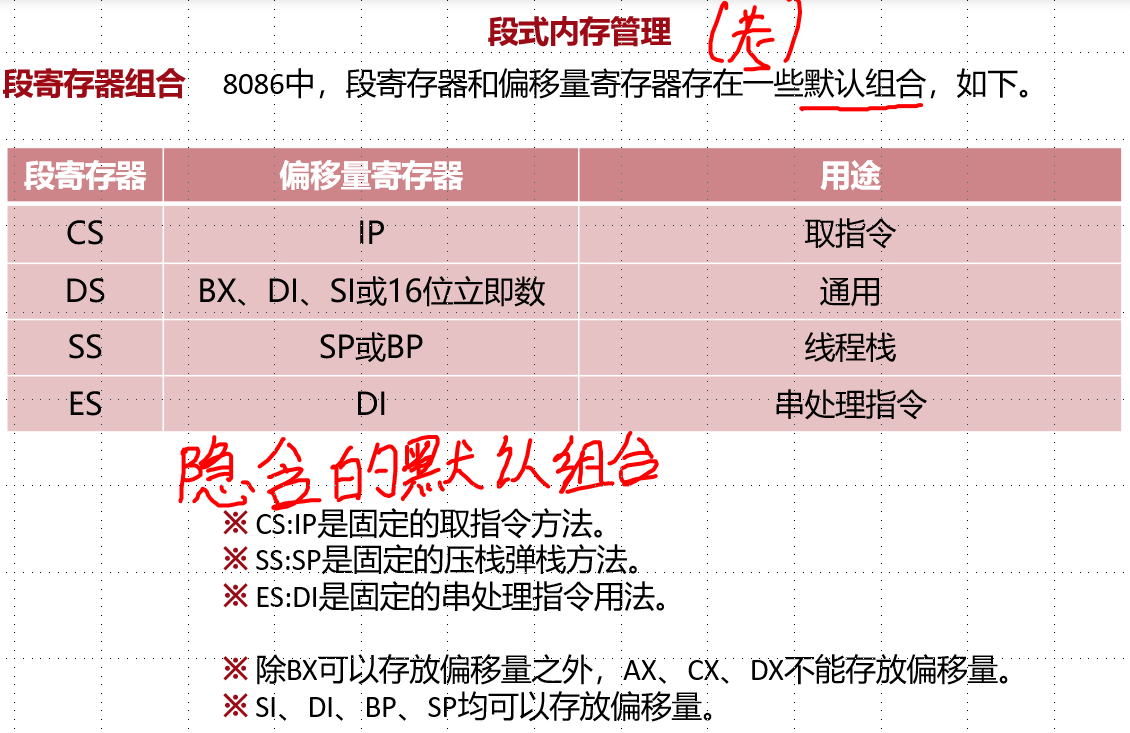 段式内存管理
段寄存器组合 8086中，段寄存器和偏移量寄存器存在一些默认组合，如下。
段寄存器 偏移量寄存器 用途
CS IP 取指令
DS BX、DI、SI或16位立即数 通用
SS SP或BP 线程栈
ES DI 串处理指令
隐含的默认组合
※ CS:IP是固定的取指令方法。
※ SS:SP是固定的压栈弹栈方法。
※ ES:DI是固定的串处理指令用法。
※ 除BX可以存放偏移量之外，AX、CX、DX不能存放偏移量。
※ SI、DI、BP、SP均可以存放偏移量。